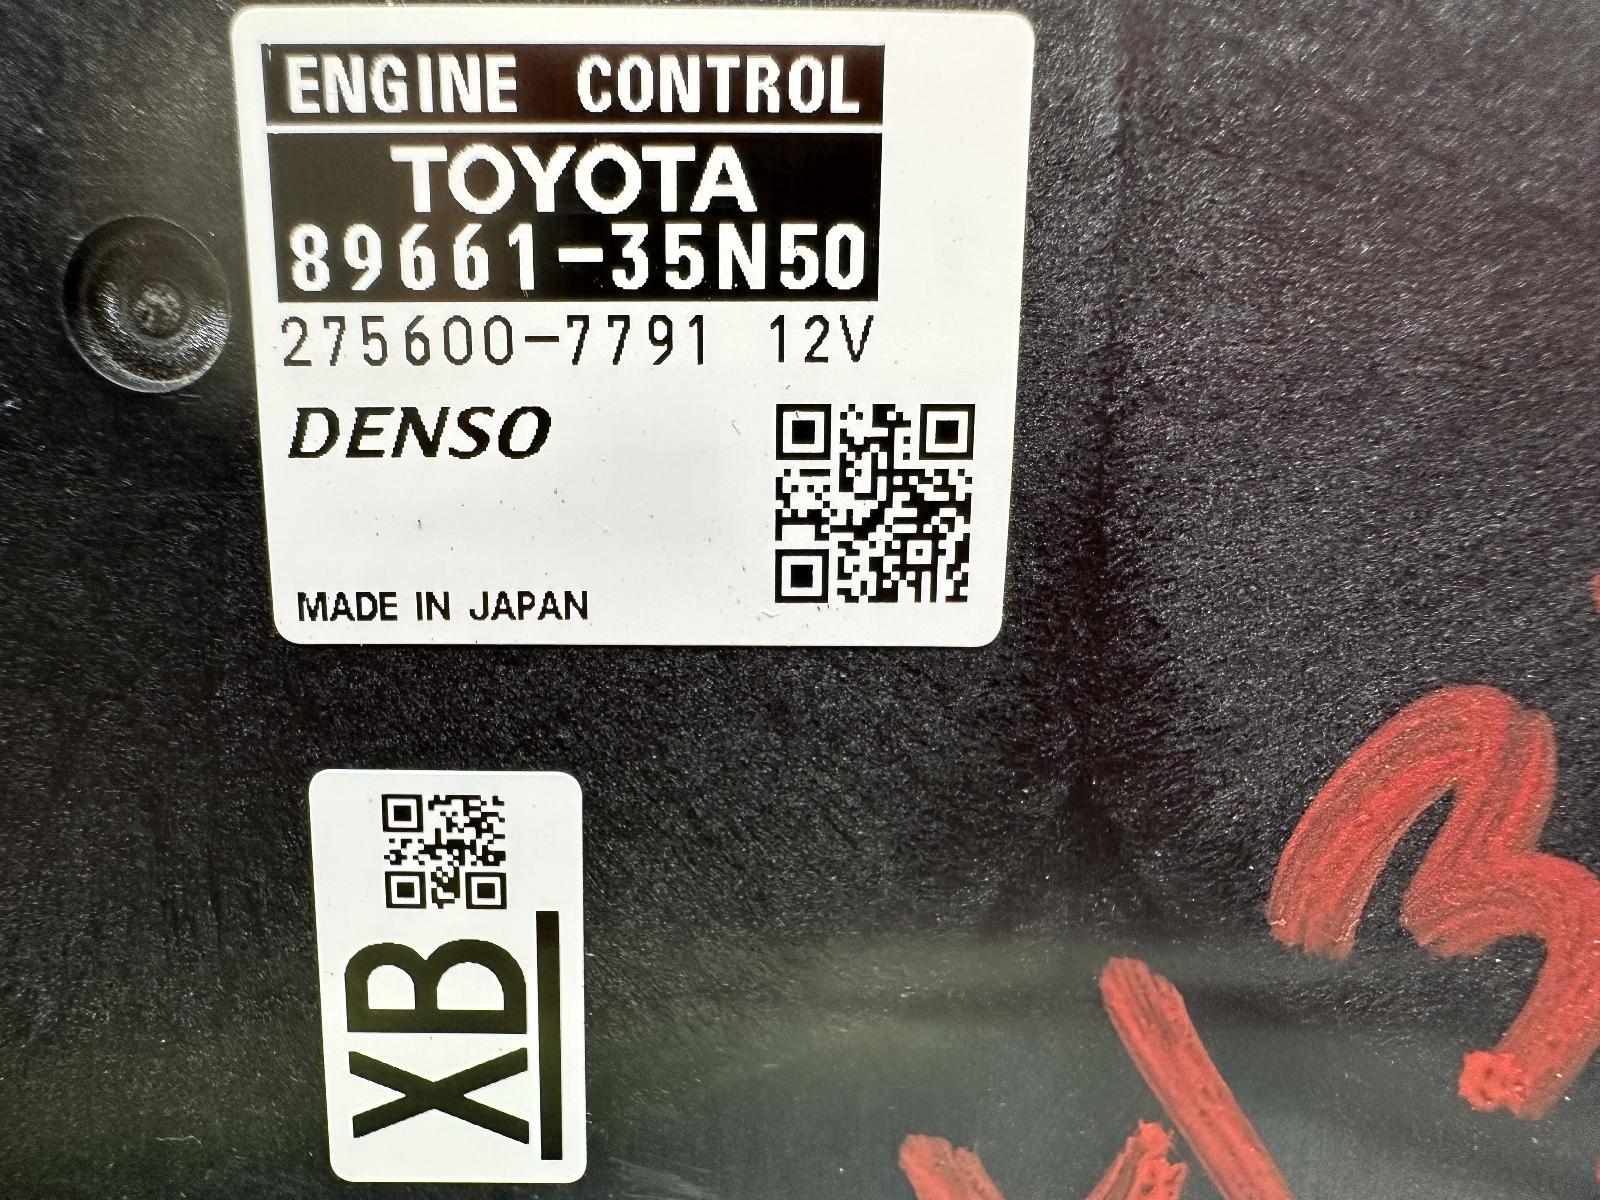 ENGINE CONTROL
TOYOTA
89661-35N50
275600-7791 12V
DENSO
MADE IN JAPAN
XB